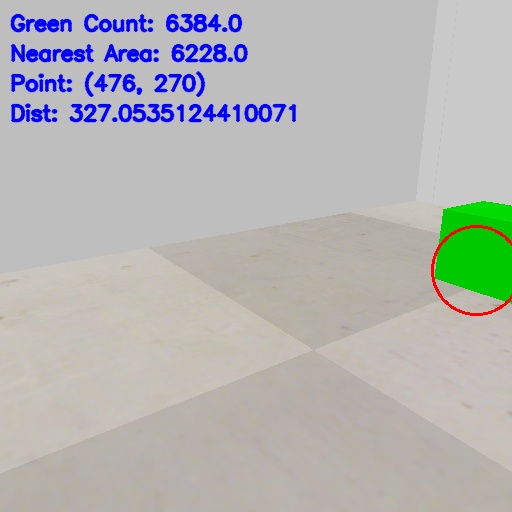 Green Count: 6384.0
Nearest Area: 6228.0
Point: (476, 270)
Dist: 327.0535124410071